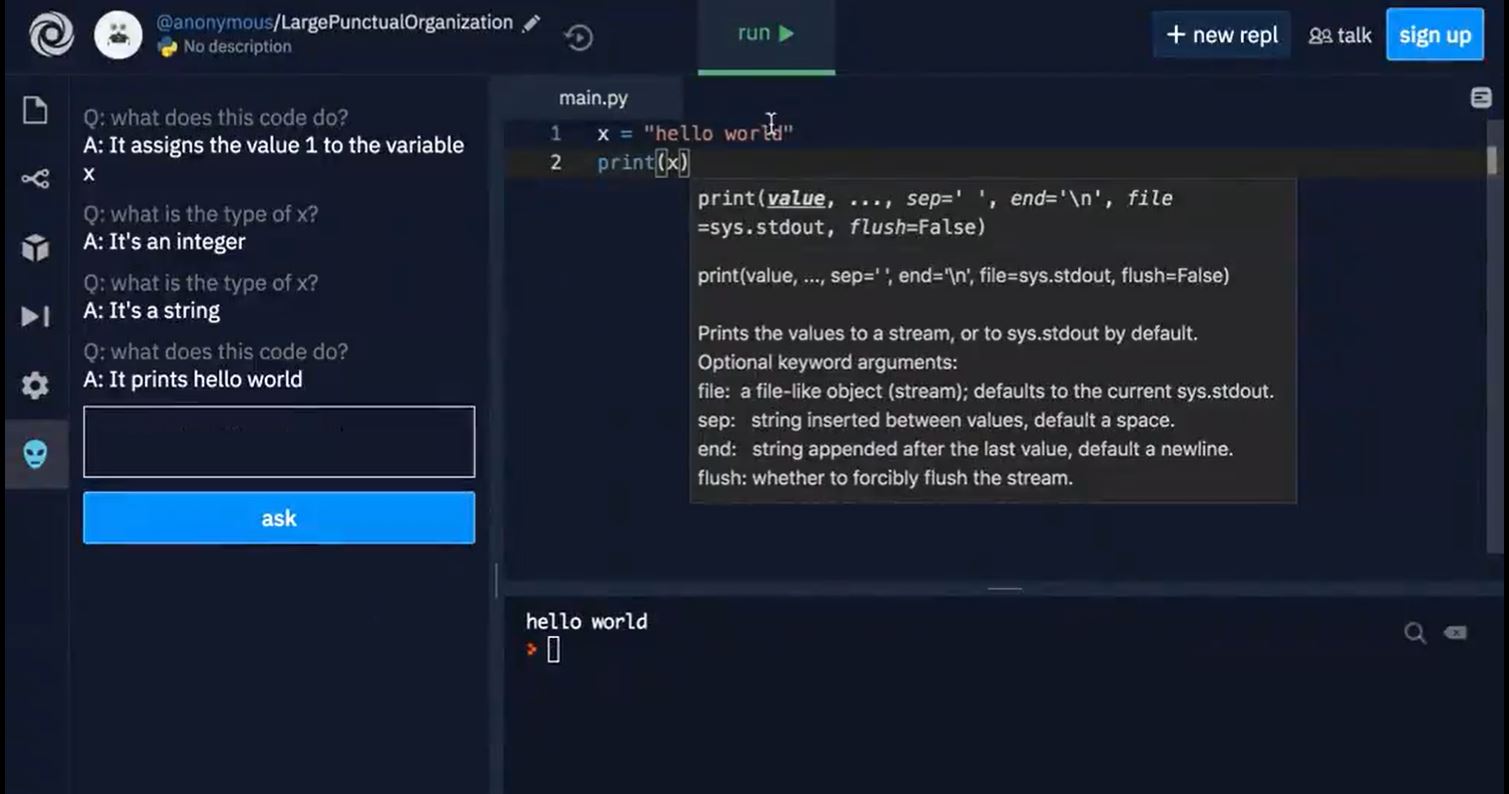 @anonymous/LargePunctualOrganization
No description
run
+ new repl
talk
sign up
Q: what does this code do?
A: It assigns the value 1 to the variable
x
Q: what is the type of x?
A: It's an integer
Q: what is the type of x?
A: It's a string
Q: what does this code do?
A: It prints hello world
ask
main.py
1 x = "hello world"
2 print(x)
print(value, ..., sep=' ', end='\n', file
=sys.stdout, flush=False)
print(value, ..., sep=' ', end='\n', file=sys.stdout, flush=False)
Prints the values to a stream, or to sys.stdout by default.
Optional keyword arguments:
file: a file-like object (stream); defaults to the current sys.stdout.
sep: string inserted between values, default a space.
end: string appended after the last value, default a newline.
flush: whether to forcibly flush the stream.
hello world